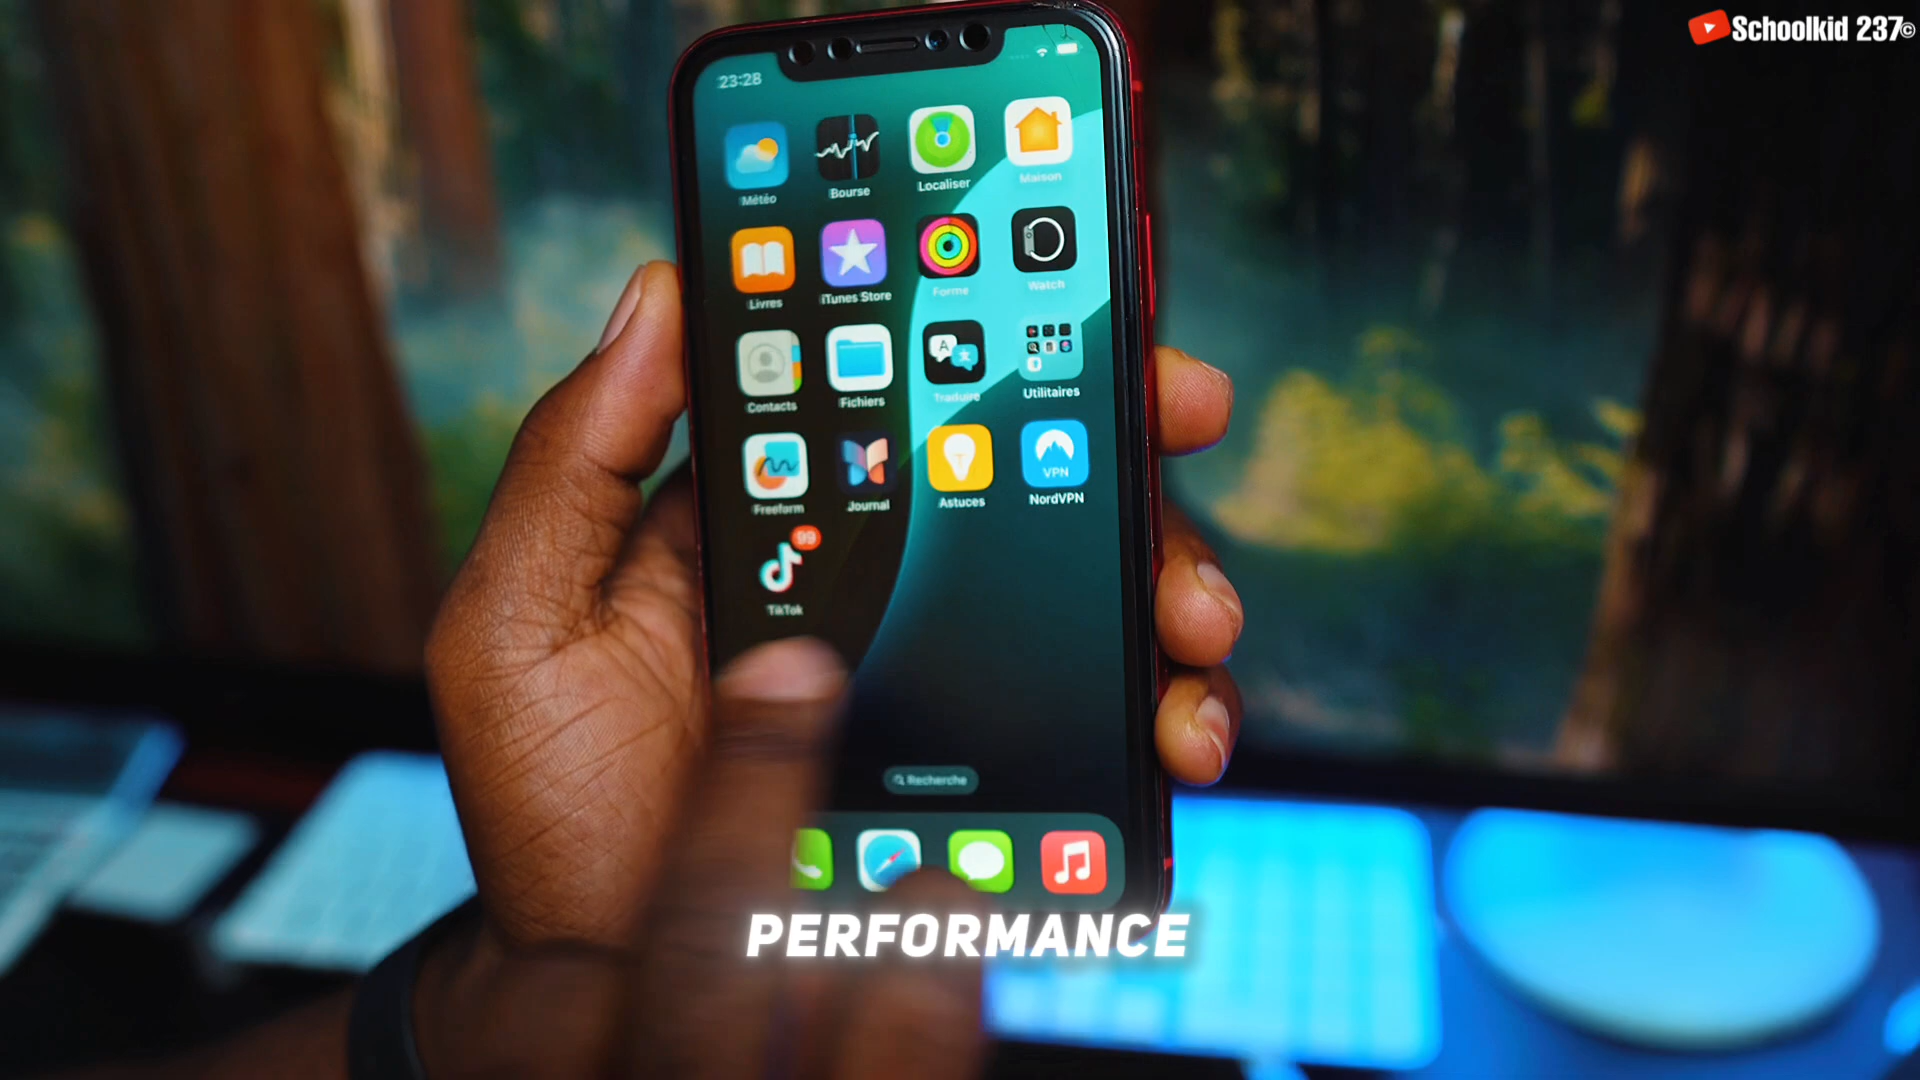 Schoolkid 237©
23:28
Météo
Bourse
Localiser
Maison
Livres
iTunes Store
Forme
Watch
Contacts
Fichiers
Traduire
Utilitaires
Freeform
Journal
Astuces
VPN
NordVPN
99
TikTok
Recherche
PERFORMANCE